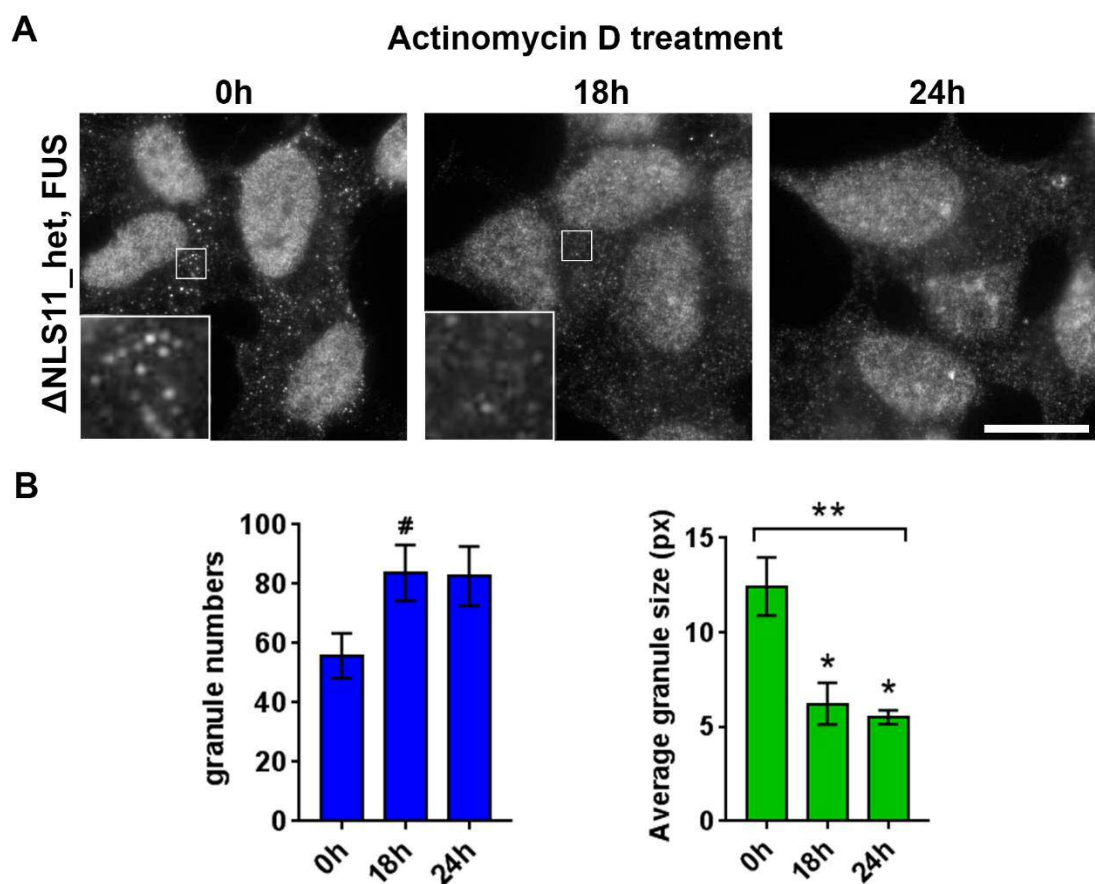 A
Actinomycin D treatment
0h 18h 24h
ΔNLS11_het, FUS
B
granule numbers
100
80
60
40
20
0
#
0h 18h 24h
Average granule size (px)
15
10
5
0
**
* *
0h 18h 24h